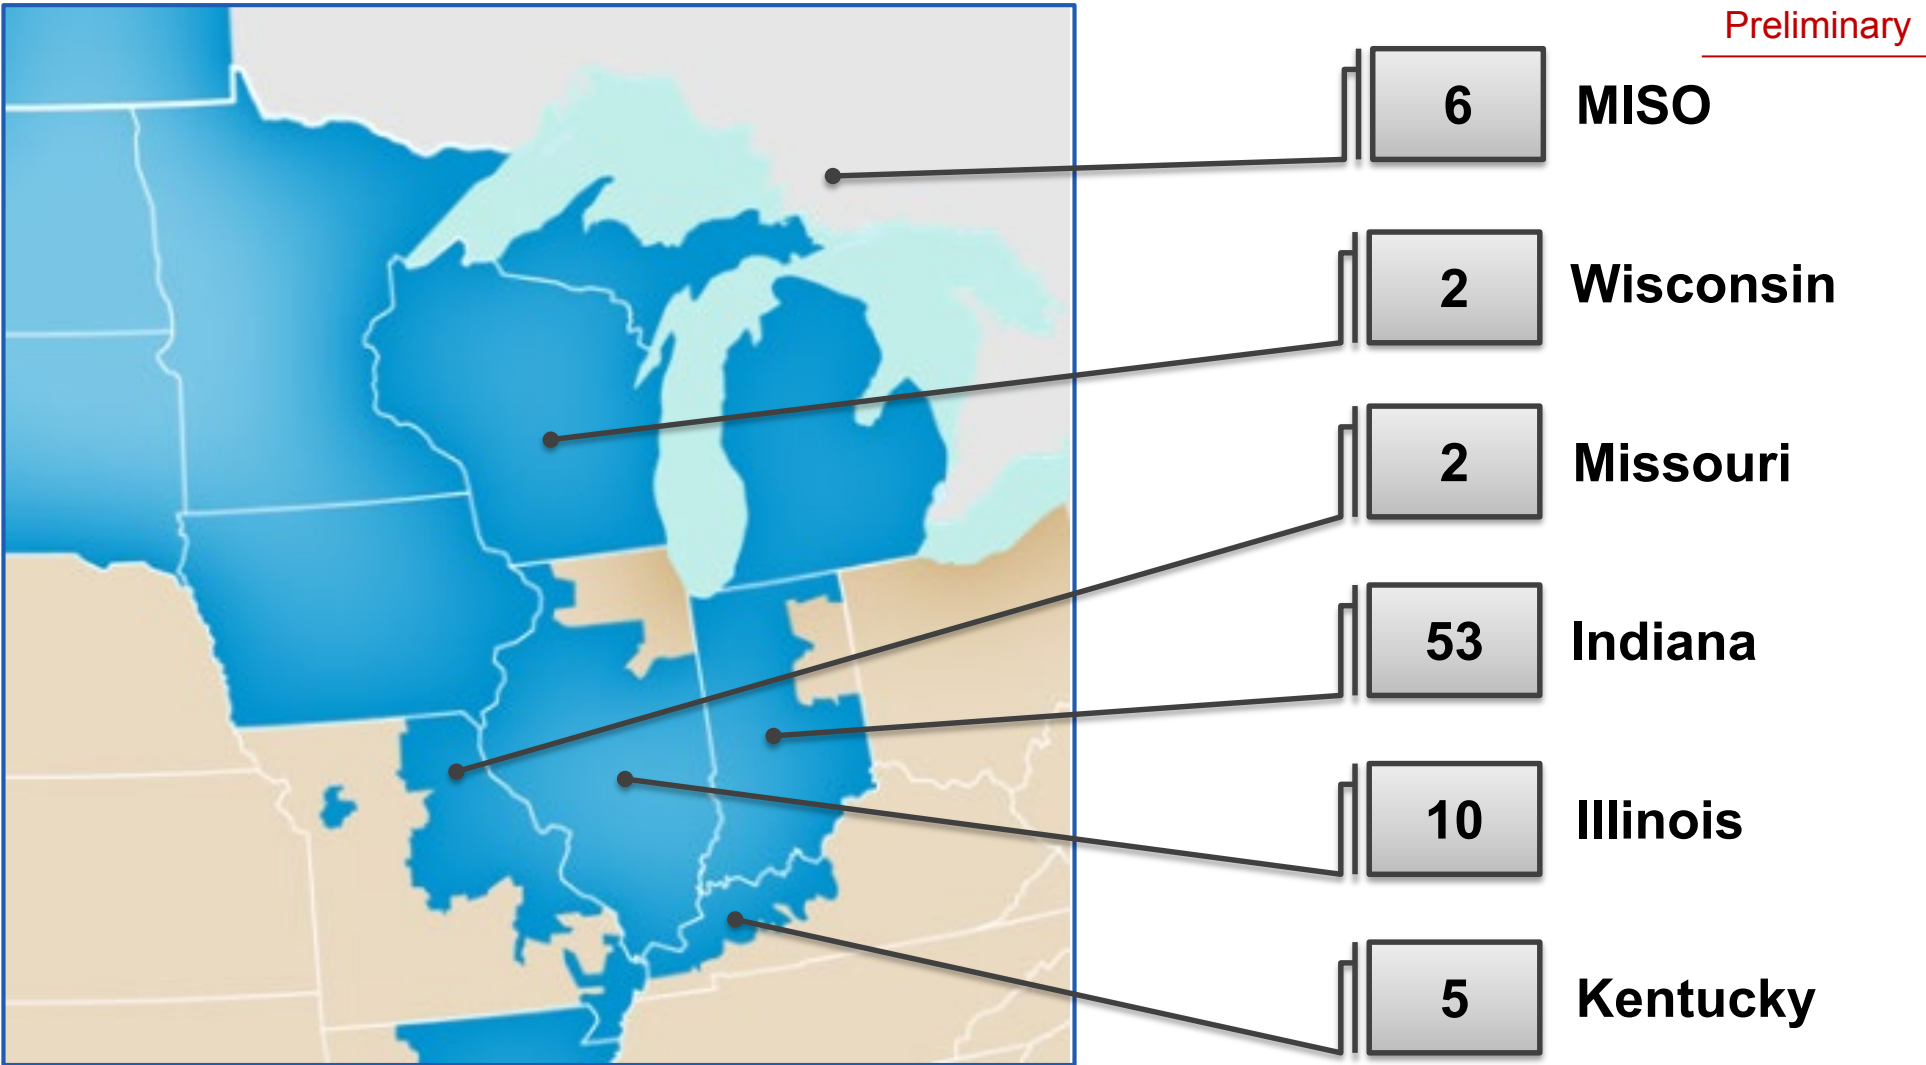 Preliminary
6 MISO
2 Wisconsin
2 Missouri
53 Indiana
10 Illinois
5 Kentucky